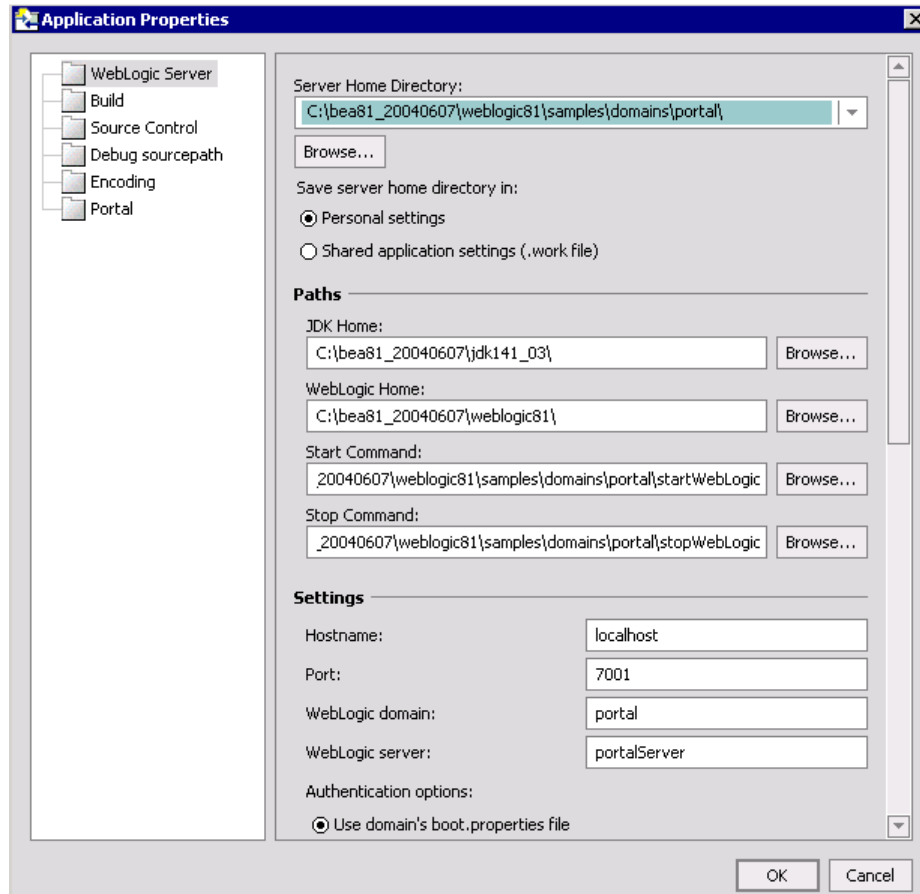 Application Properties
WebLogic Server
Build
Source Control
Debug sourcepath
Encoding
Portal
Server Home Directory:
C:\bea81_20040607\weblogic81\samples\domains\portal\
Browse...
Save server home directory in:
Personal settings
Shared application settings (.work file)
Paths
JDK Home:
C:\bea81_20040607\jdk141_03\ Browse...
WebLogic Home:
C:\bea81_20040607\weblogic81\ Browse...
Start Command:
_20040607\weblogic81\samples\domains\portal\startWebLogic Browse...
Stop Command:
_20040607\weblogic81\samples\domains\portal\stopWebLogic Browse...
Settings
Hostname: localhost
Port: 7001
WebLogic domain: portal
WebLogic server: portalServer
Authentication options:
Use domain's boot.properties file
OK Cancel